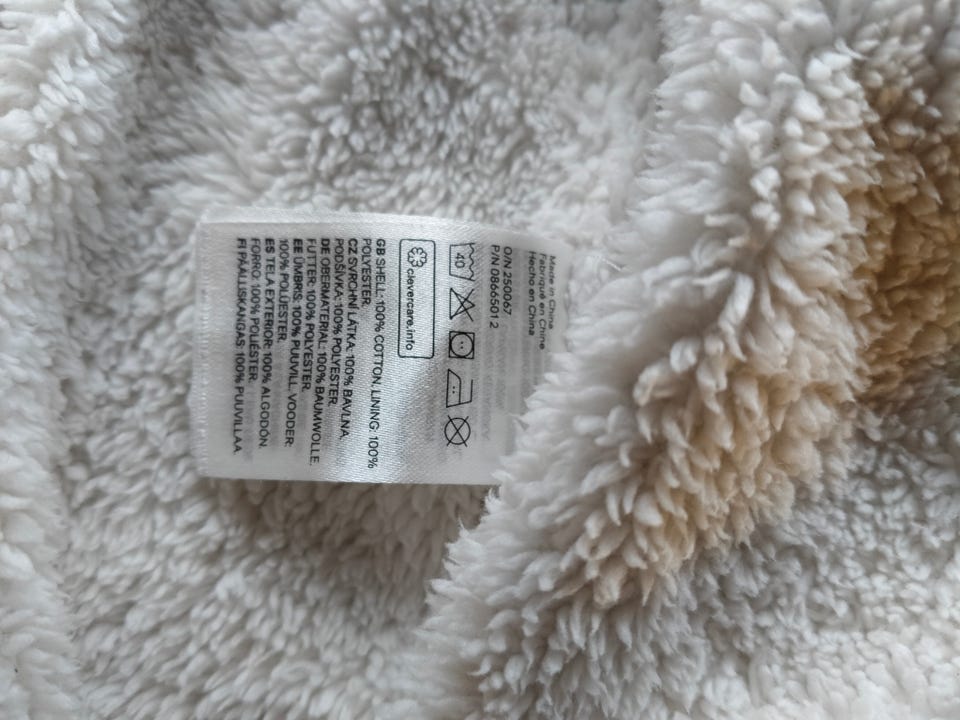 Made in China
Fabriqué en Chine
Hecho en China
O/N 250067
P/N 0866501 2
40
clevercare.info
GB SHELL: 100% COTTON. LINING: 100%
POLYESTER.
CZ SVRCHNÍ LÁTKA: 100% BAVLNA.
PODŠÍVKA: 100% POLYESTER.
DE OBERMATERIAL: 100% BAUMWOLLE.
FUTTER: 100% POLYESTER.
EE ÜMBRIS: 100% PUUVILL. VOODER:
100% POLÜESTER.
ES TELA EXTERIOR: 100% ALGODÓN.
FORRO: 100% POLIÉSTER.
FI PÄÄLLISKANGAS: 100% PUUVILLAA.